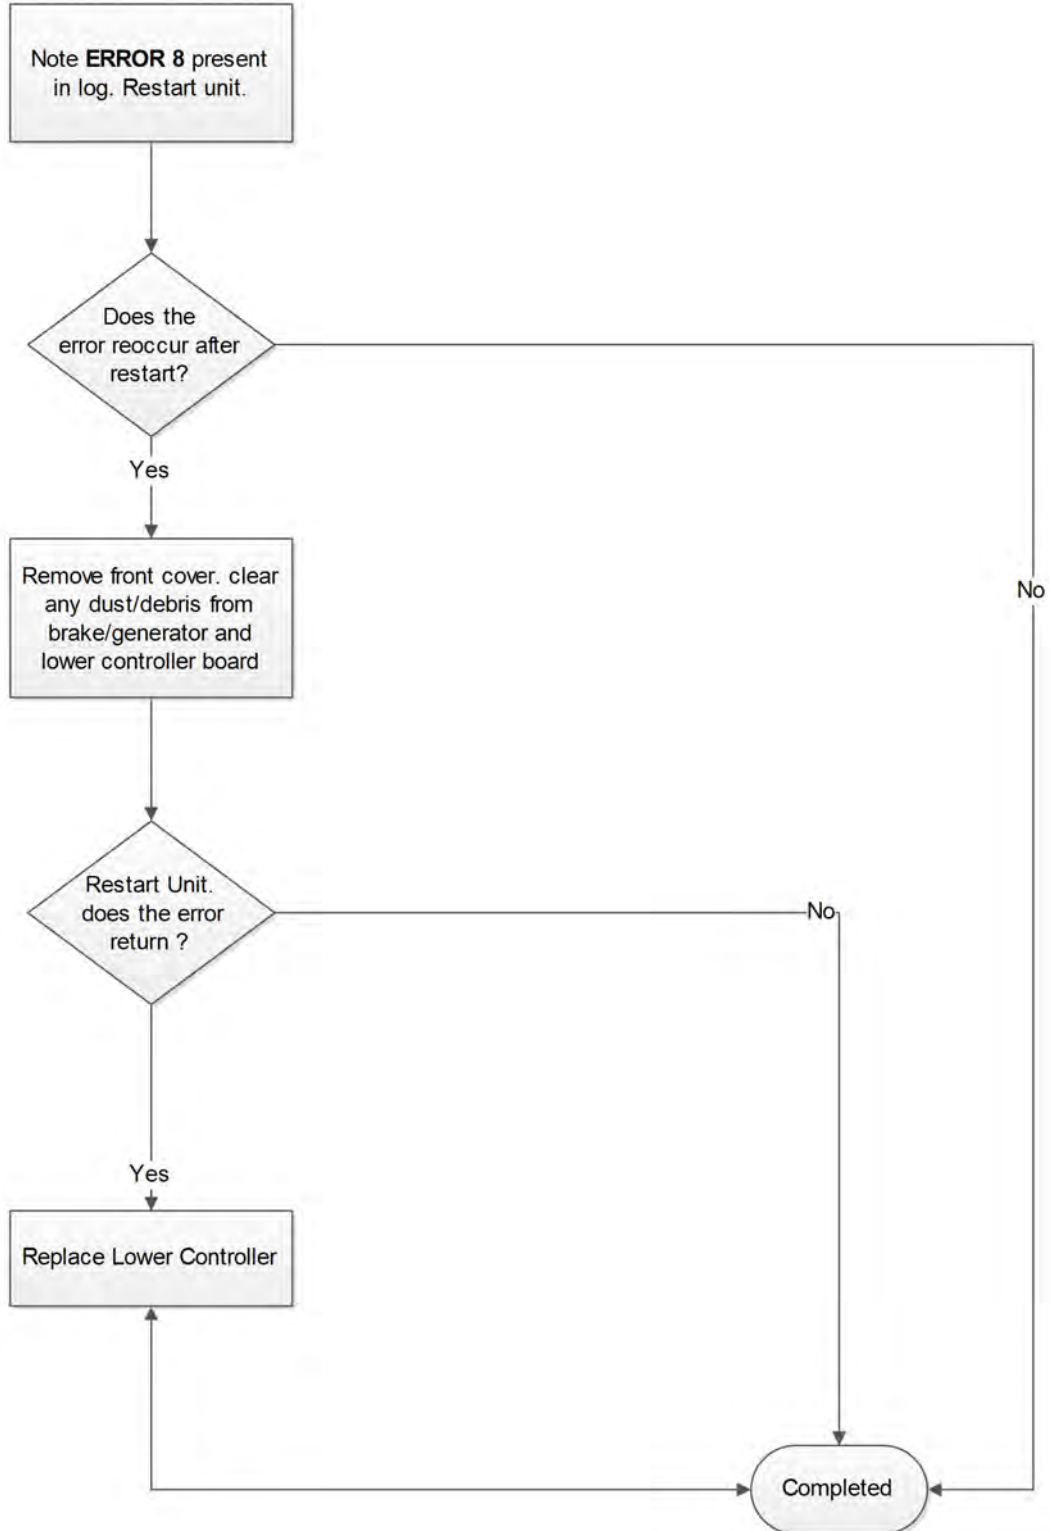 Note ERROR 8 present
in log. Restart unit.
Does the
error reoccur after
restart?
Yes
No
Remove front cover. clear
any dust/debris from
brake/generator and
lower controller board
Restart Unit.
does the error
return ?
No
Yes
Replace Lower Controller
Completed